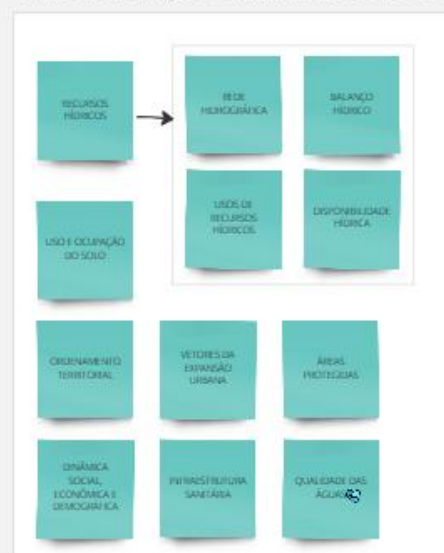 RECURSOS
HÍDRICOS
REDE
HIDROGRÁFICA
BALANÇO
HÍDRICO
USOS DE
RECURSOS
HÍDRICOS
DISPONIBILIDADE
HÍDRICA
USO E OCUPAÇÃO
DO SOLO
ORDENAMENTO
TERRITORIAL
VETORES DA
EXPANSÃO
URBANA
ÁREAS
PROTEGIDAS
DINÂMICA
SOCIAL,
ECONÔMICA E
DEMOGRÁFICA
INFRAESTRUTURA
SANITÁRIA
QUALIDADE DAS
ÁGUAS